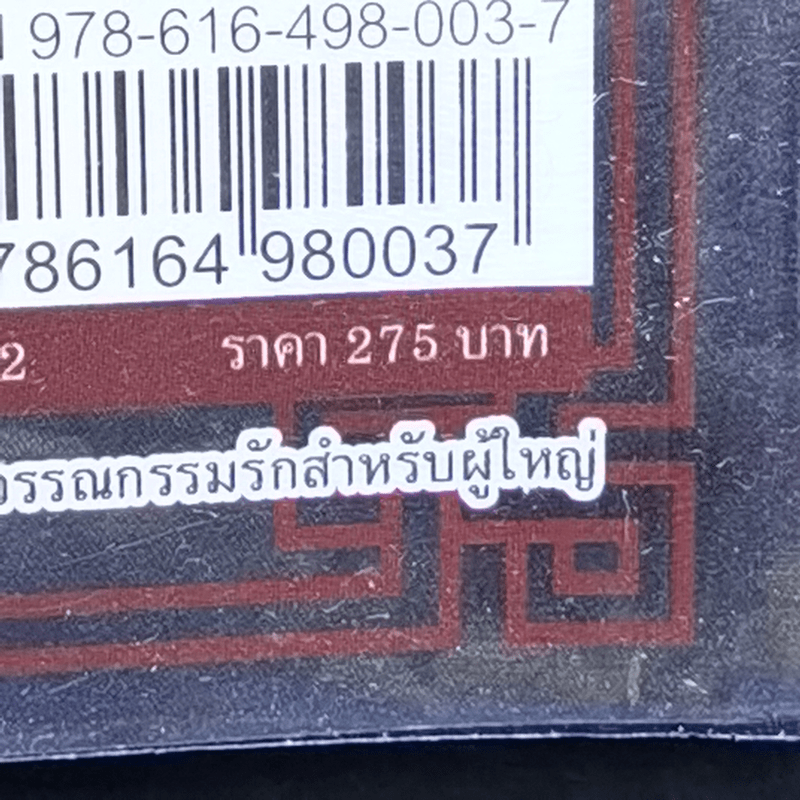 978-616-498-003-7
786164 980037
2 ราคา 275 บาท
วรรณกรรมรักสำหรับผู้ใหญ่